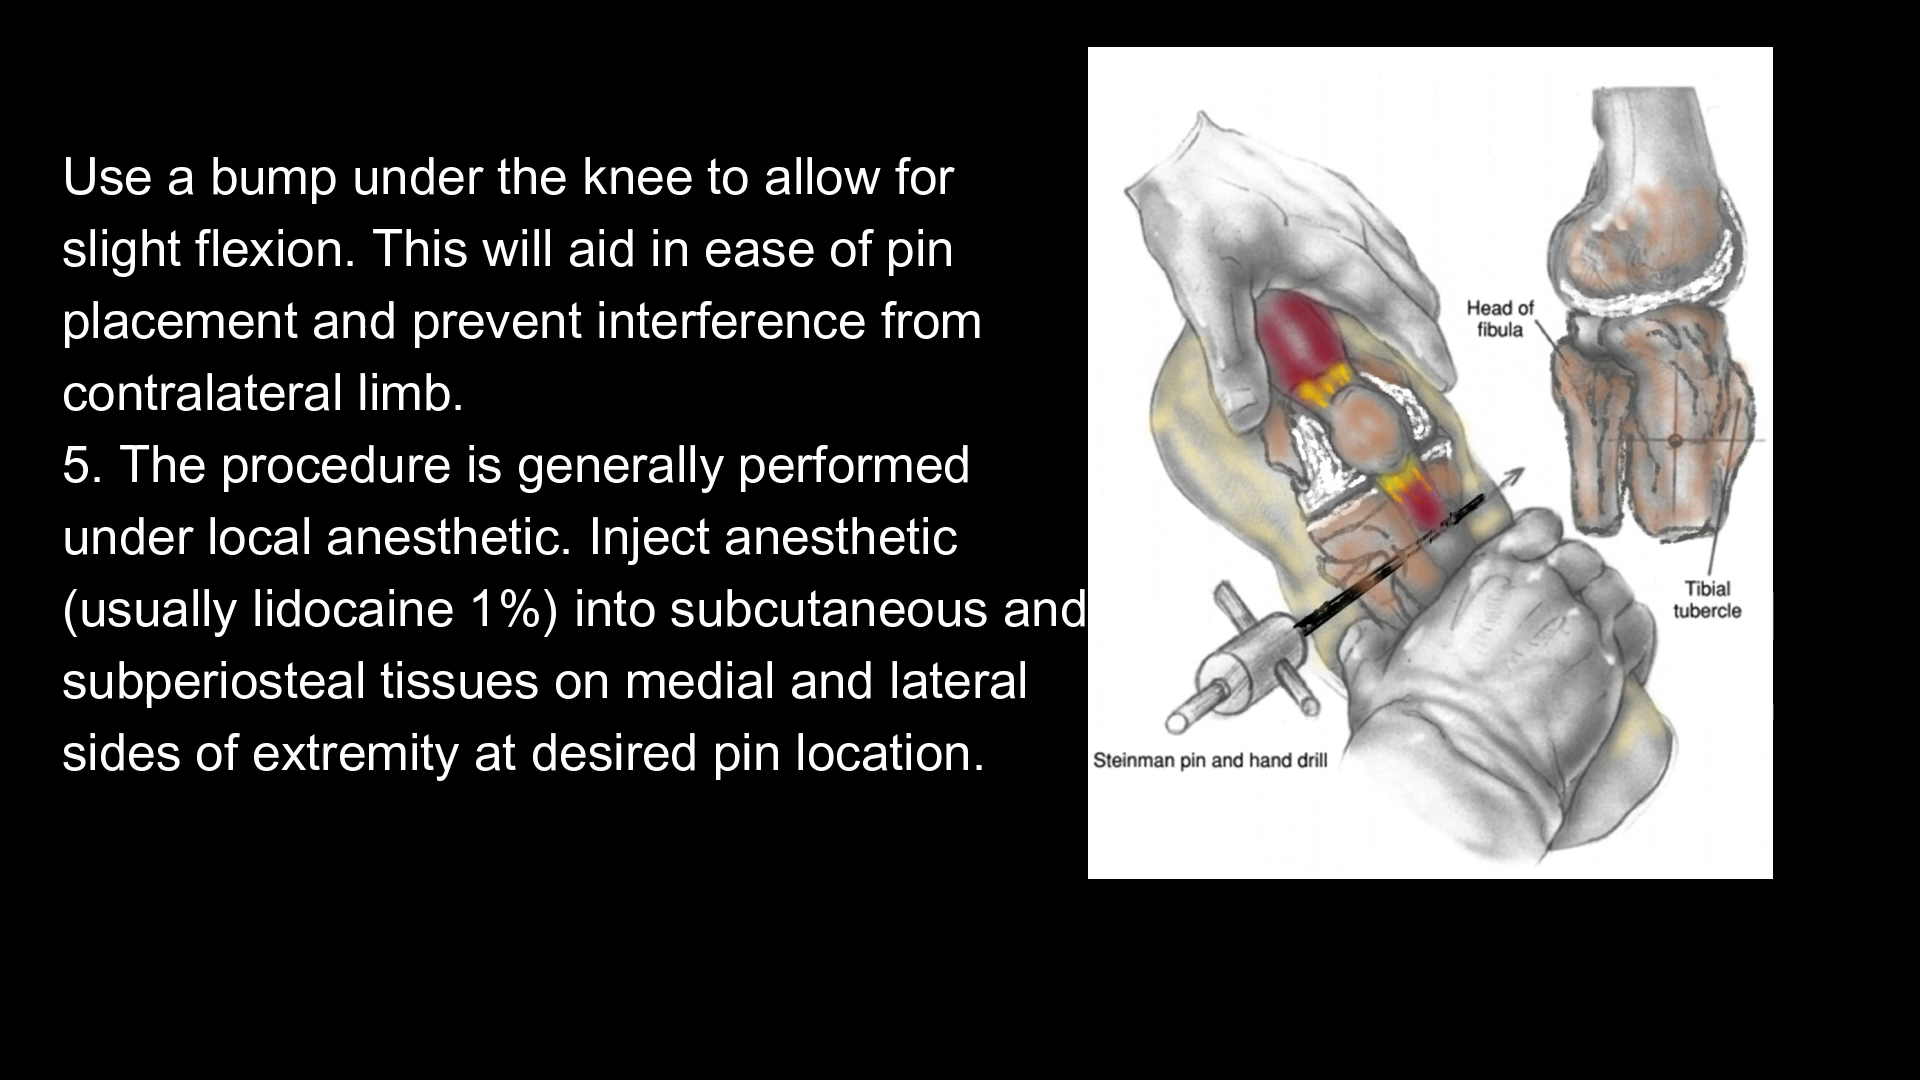 Use a bump under the knee to allow for
slight flexion. This will aid in ease of pin
placement and prevent interference from
contralateral limb.
5. The procedure is generally performed
under local anesthetic. Inject anesthetic
(usually lidocaine 1%) into subcutaneous and
subperiosteal tissues on medial and lateral
sides of extremity at desired pin location.
Head of
fibula
Tibial
tubercle
Steinman pin and hand drill